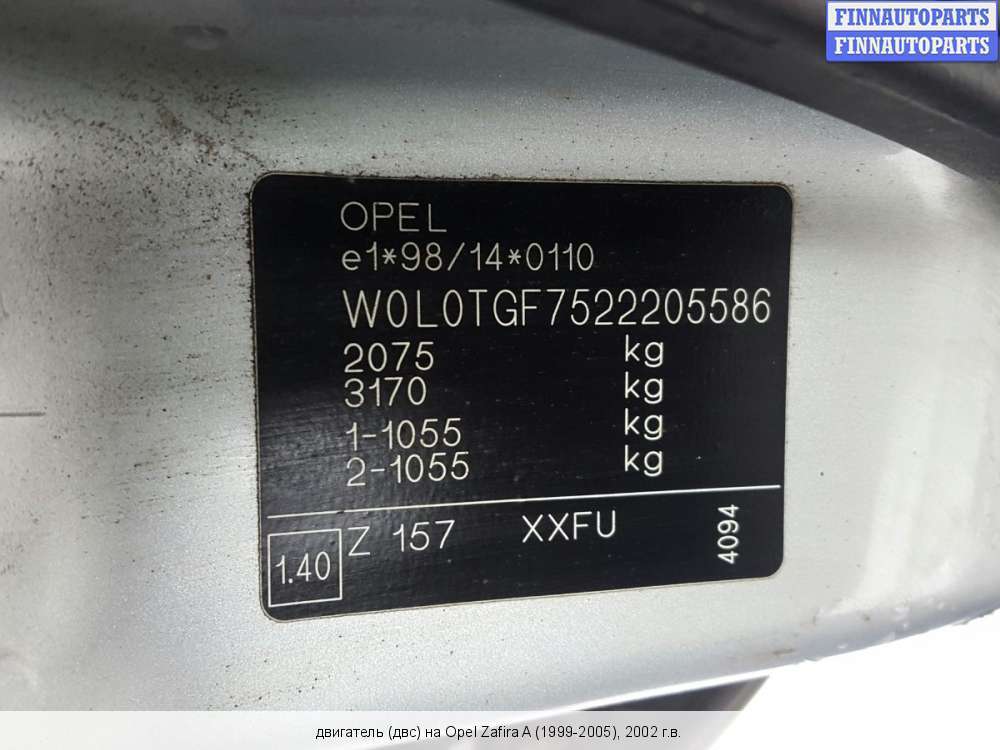 FINNAUTOPARTS
FINNAUTOPARTS
OPEL
e1*98/14*0110
W0L0TGF7522205586
2075 kg
3170 kg
1-1055 kg
2-1055 kg
1.40 Z 157 XXFU 4094
двигатель (двс) на Opel Zafira A (1999-2005), 2002 г.в.